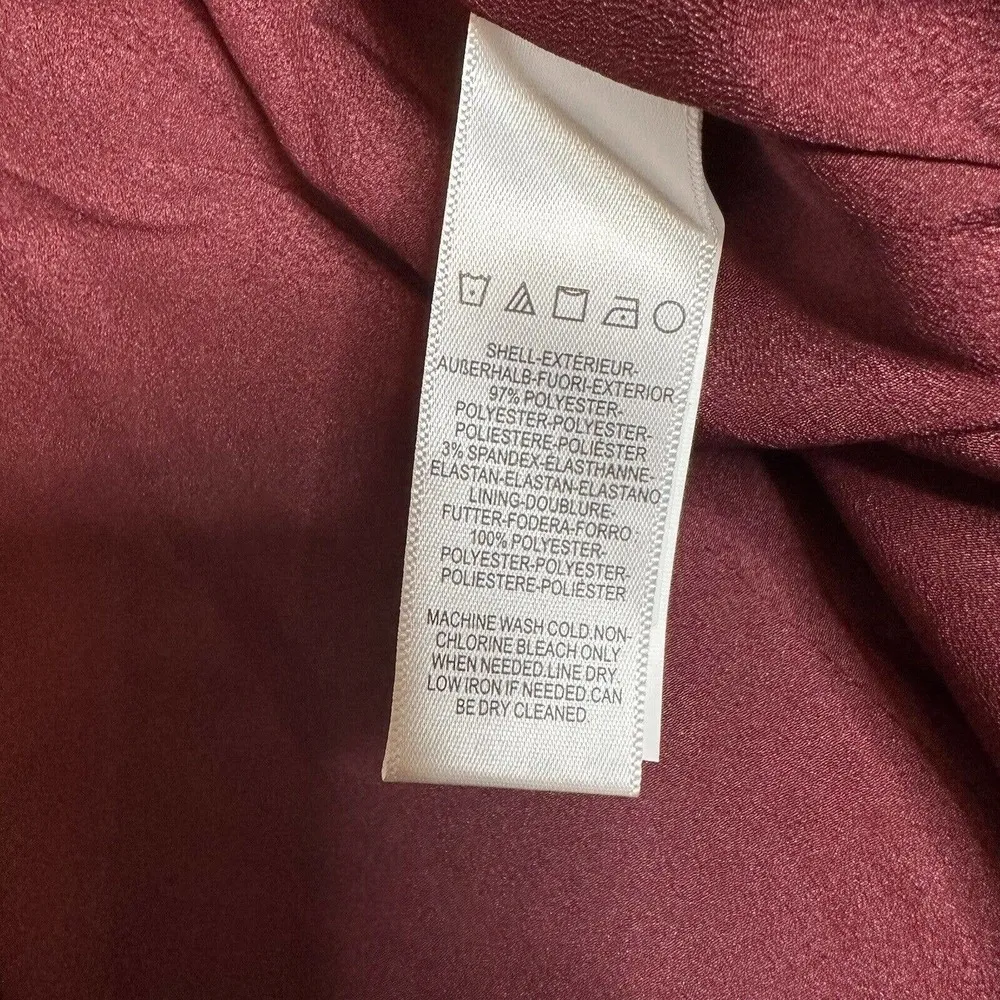 SHELL-EXTÉRIEUR-
AUßERHALB-FUORI-EXTERIOR
97% POLYESTER-
POLYESTER-POLYESTER-
POLIESTERE-POLIÉSTER
3% SPANDEX-ELASTHANNE-
ELASTAN-ELASTAN-ELASTANO
LINING-DOUBLURE.
FUTTER-FODERA-FORRO
100% POLYESTER-
POLYESTER-POLYESTER-
POLIESTERE-POLIÉSTER
MACHINE WASH COLD.NON-
CHLORINE BLEACH ONLY
WHEN NEEDED.LINE DRY.
LOW IRON IF NEEDED.CAN
BE DRY CLEANED.